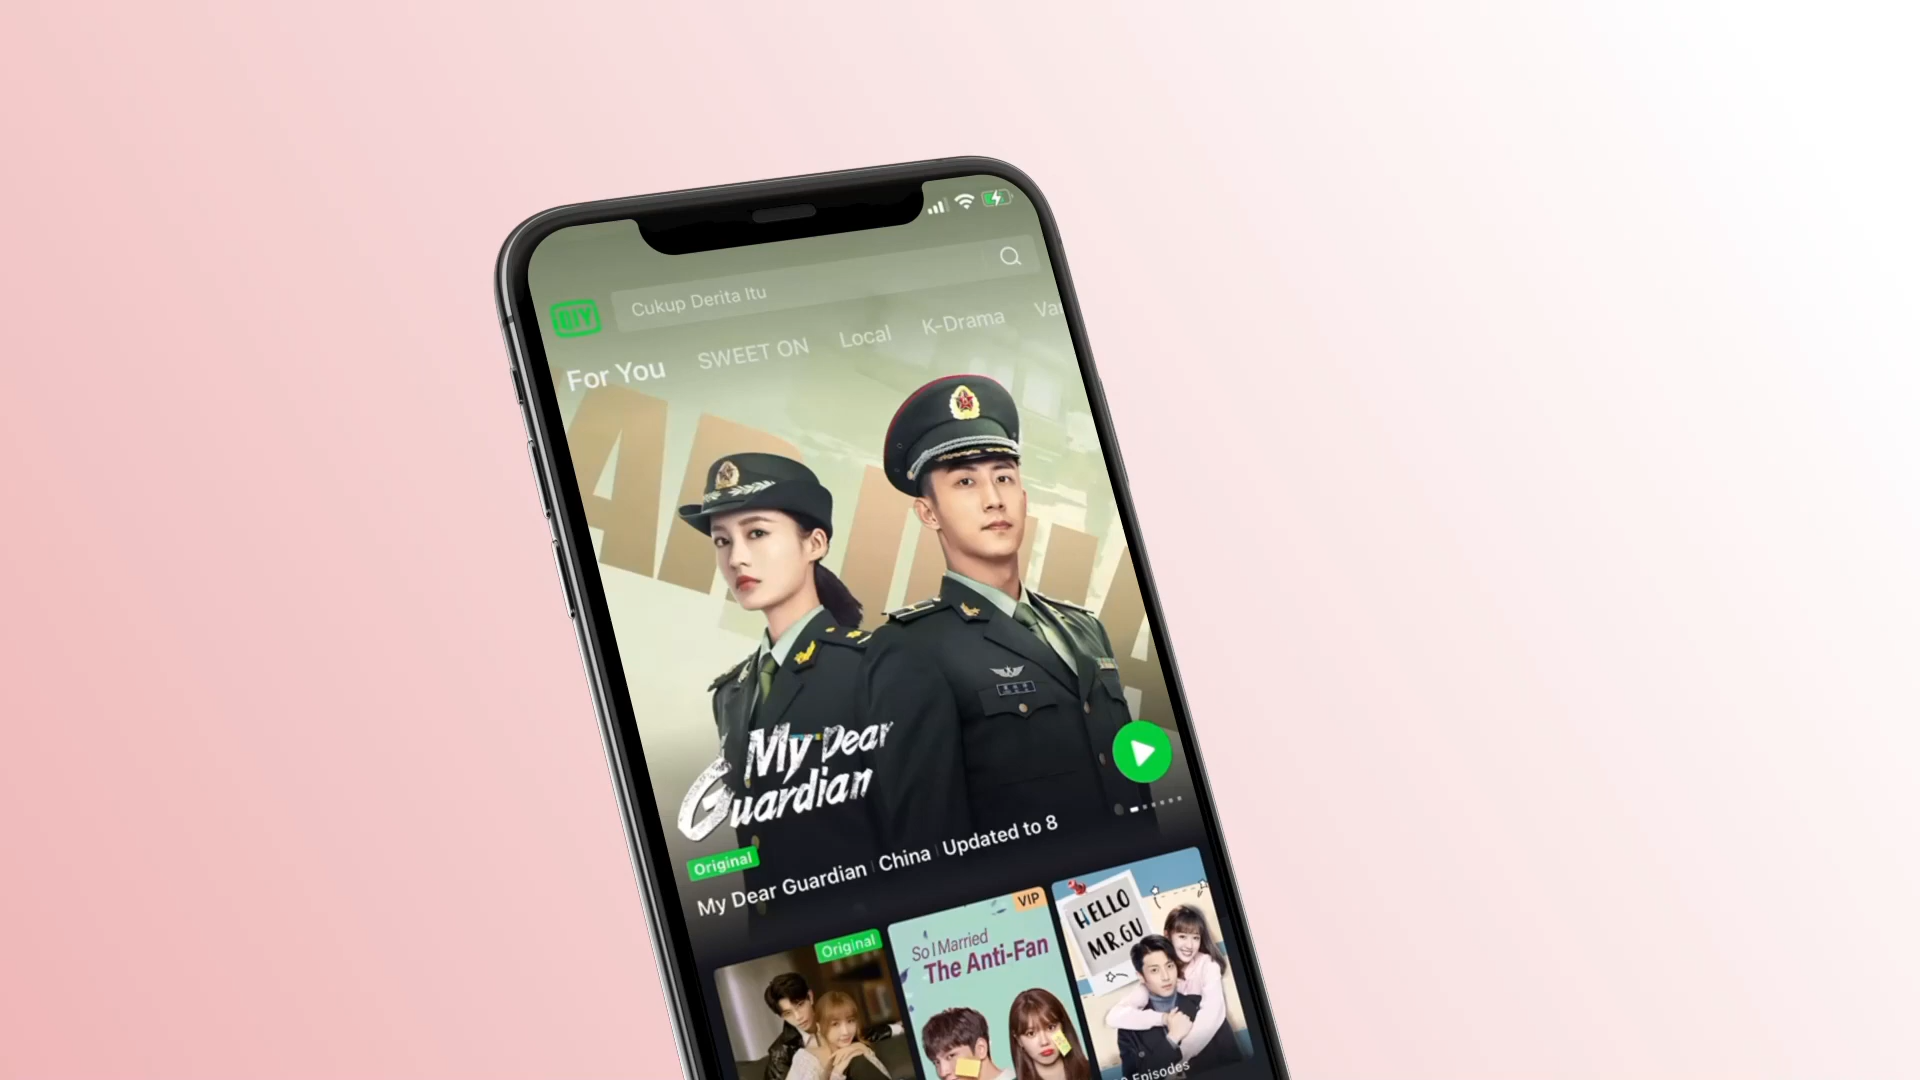 QIY
Cukup Derita Itu
For You
SWEET ON
Local
K-Drama
My Dear
Guardian
Original
My Dear Guardian | China | Updated to 8
Original
VIP
So I Married
The Anti-Fan
HELLO
MR.GU
Episodes